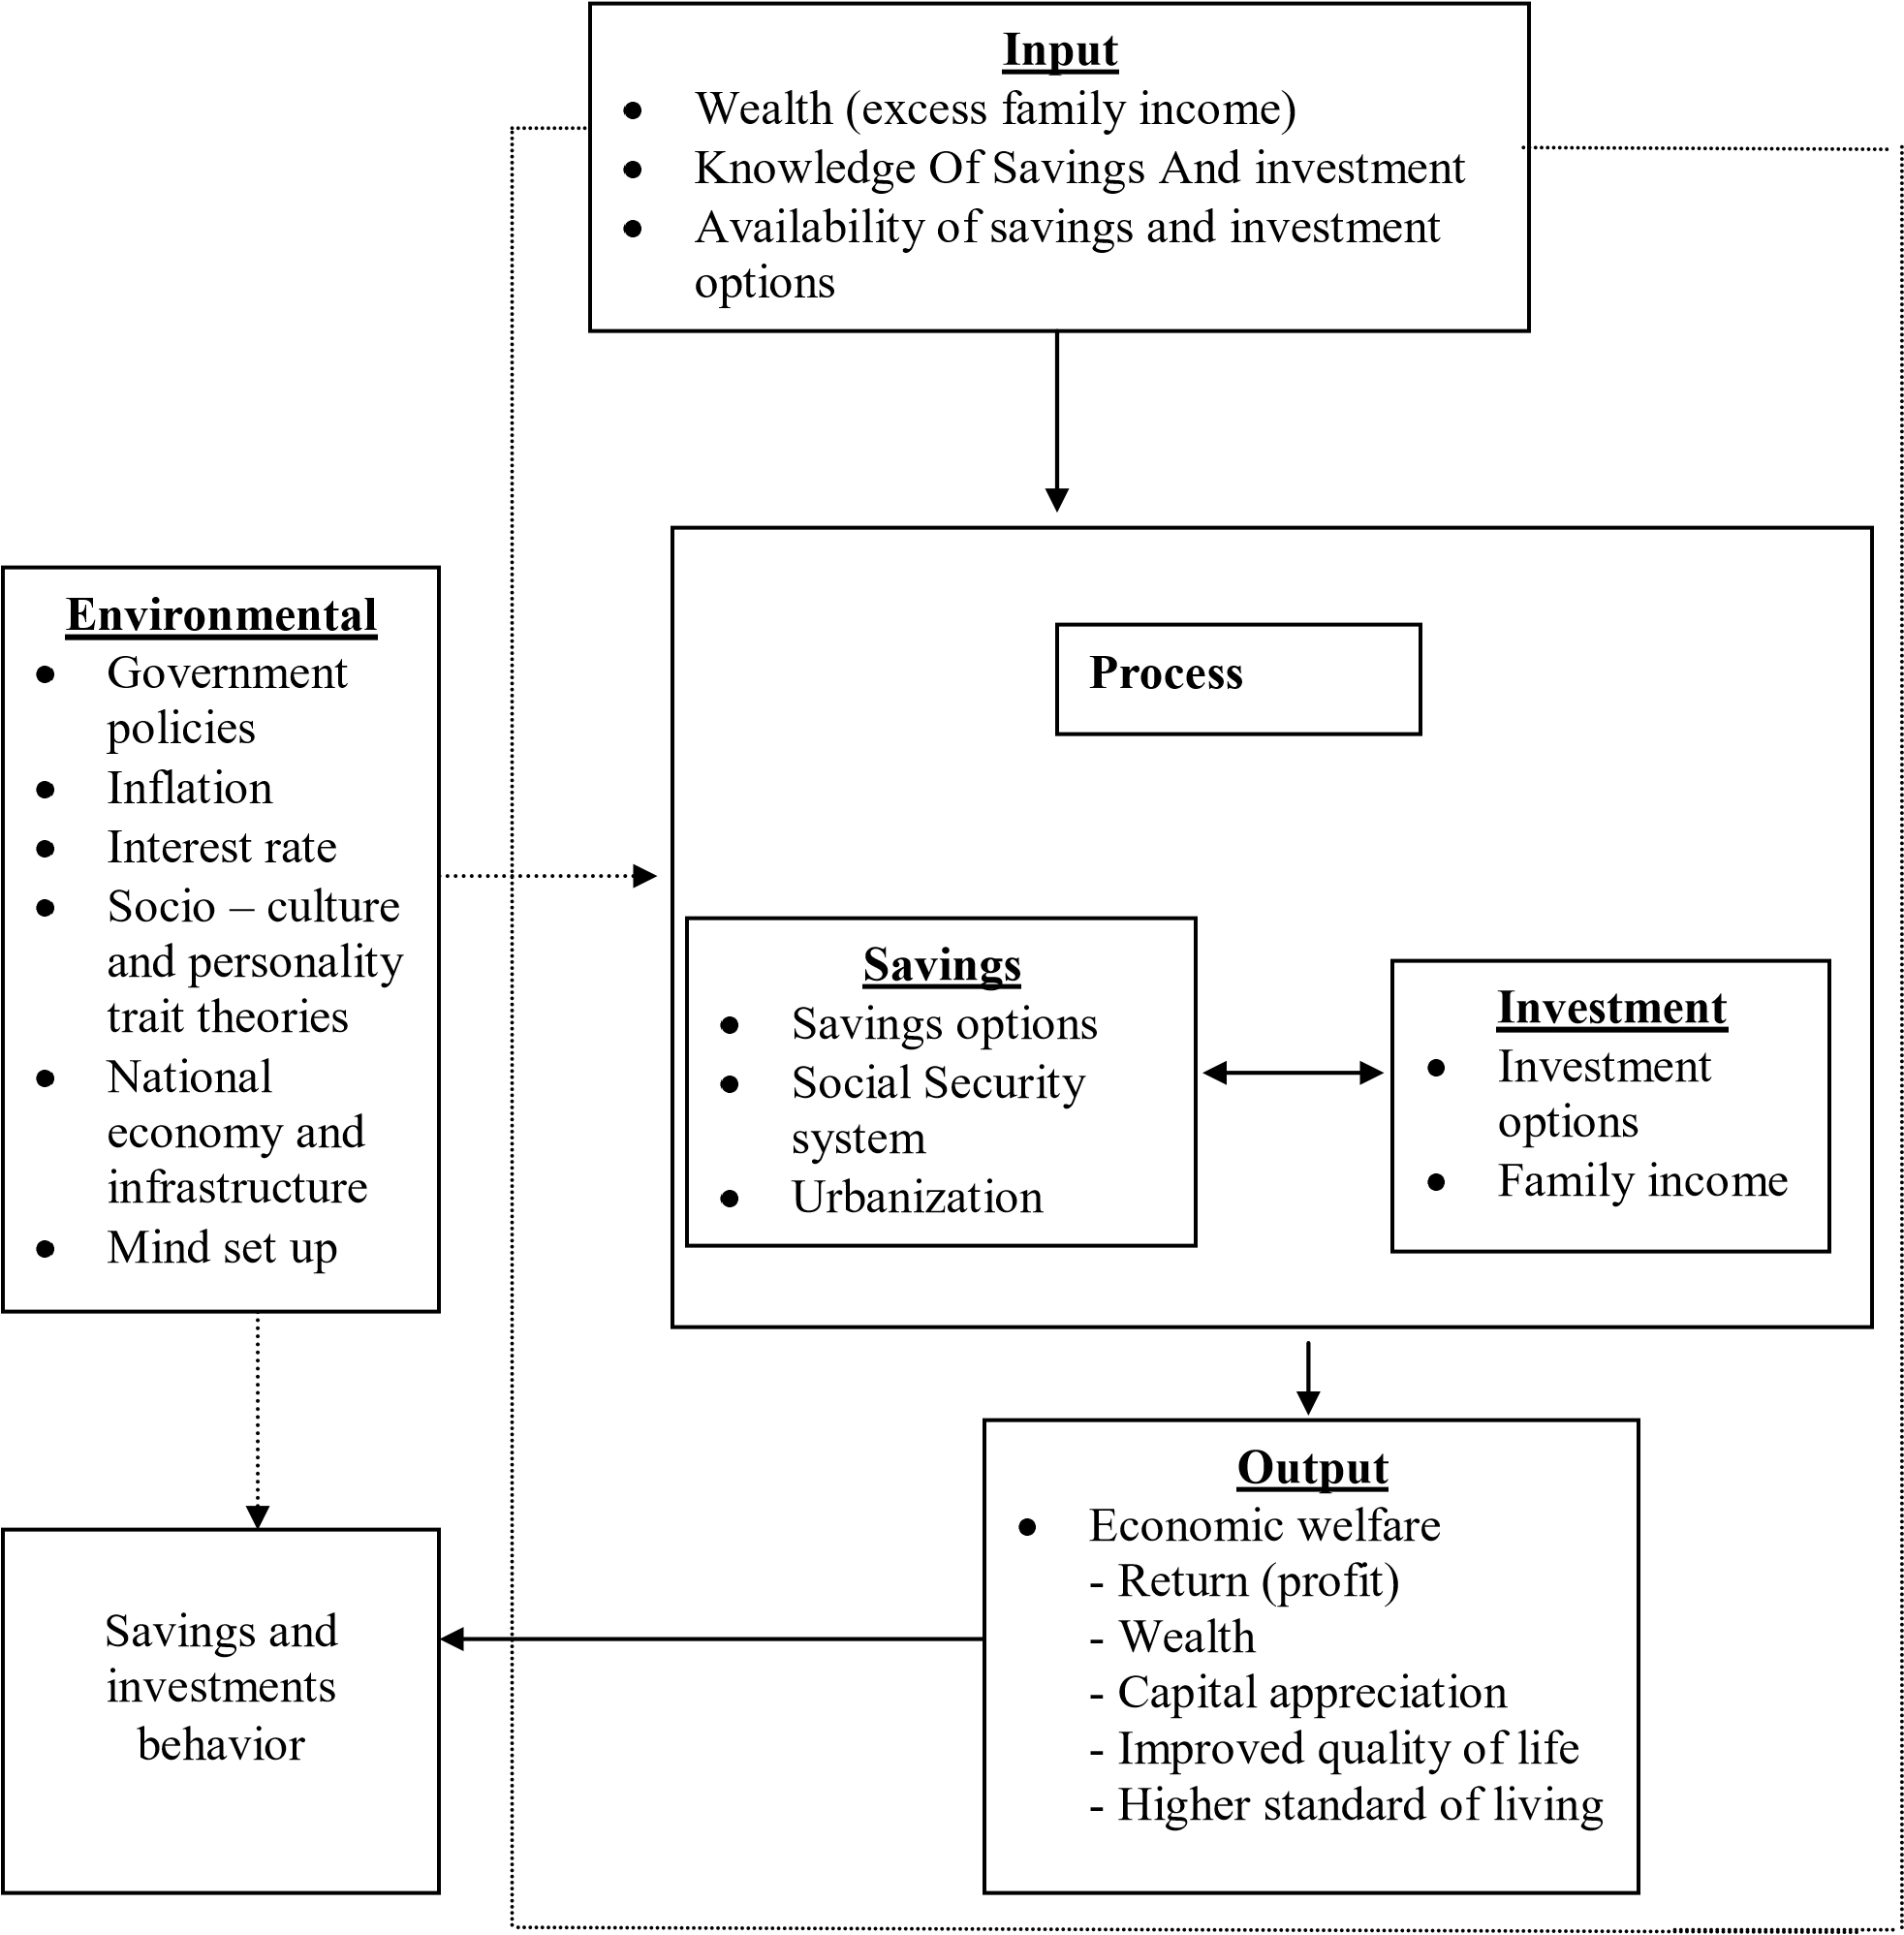 Input
• Wealth (excess family income)
• Knowledge Of Savings And investment
• Availability of savings and investment
options
Environmental
• Government
policies
• Inflation
• Interest rate
• Socio – culture
and personality
trait theories
• National
economy and
infrastructure
• Mind set up
Process
Savings
• Savings options
• Social Security
system
• Urbanization
Investment
• Investment
options
• Family income
Output
• Economic welfare
- Return (profit)
- Wealth
- Capital appreciation
- Improved quality of life
- Higher standard of living
Savings and
investments
behavior